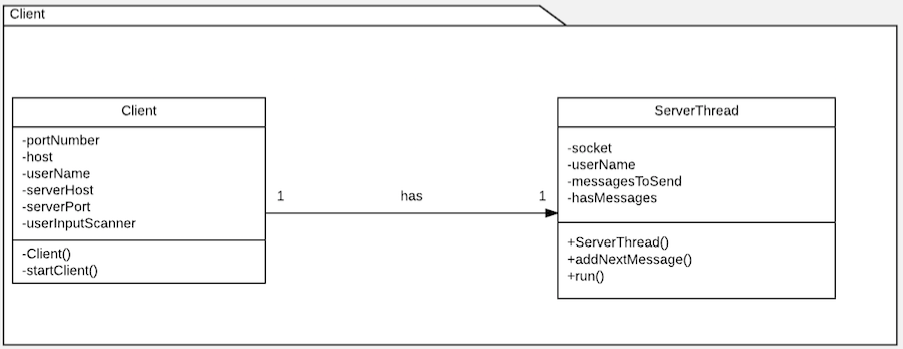 Client
Client
-portNumber
-host
-userName
-serverHost
-serverPort
-userInputScanner
-Client()
-startClient()
1
has
1
ServerThread
-socket
-userName
-messagesToSend
-hasMessages
+ServerThread()
+addNextMessage()
+run()